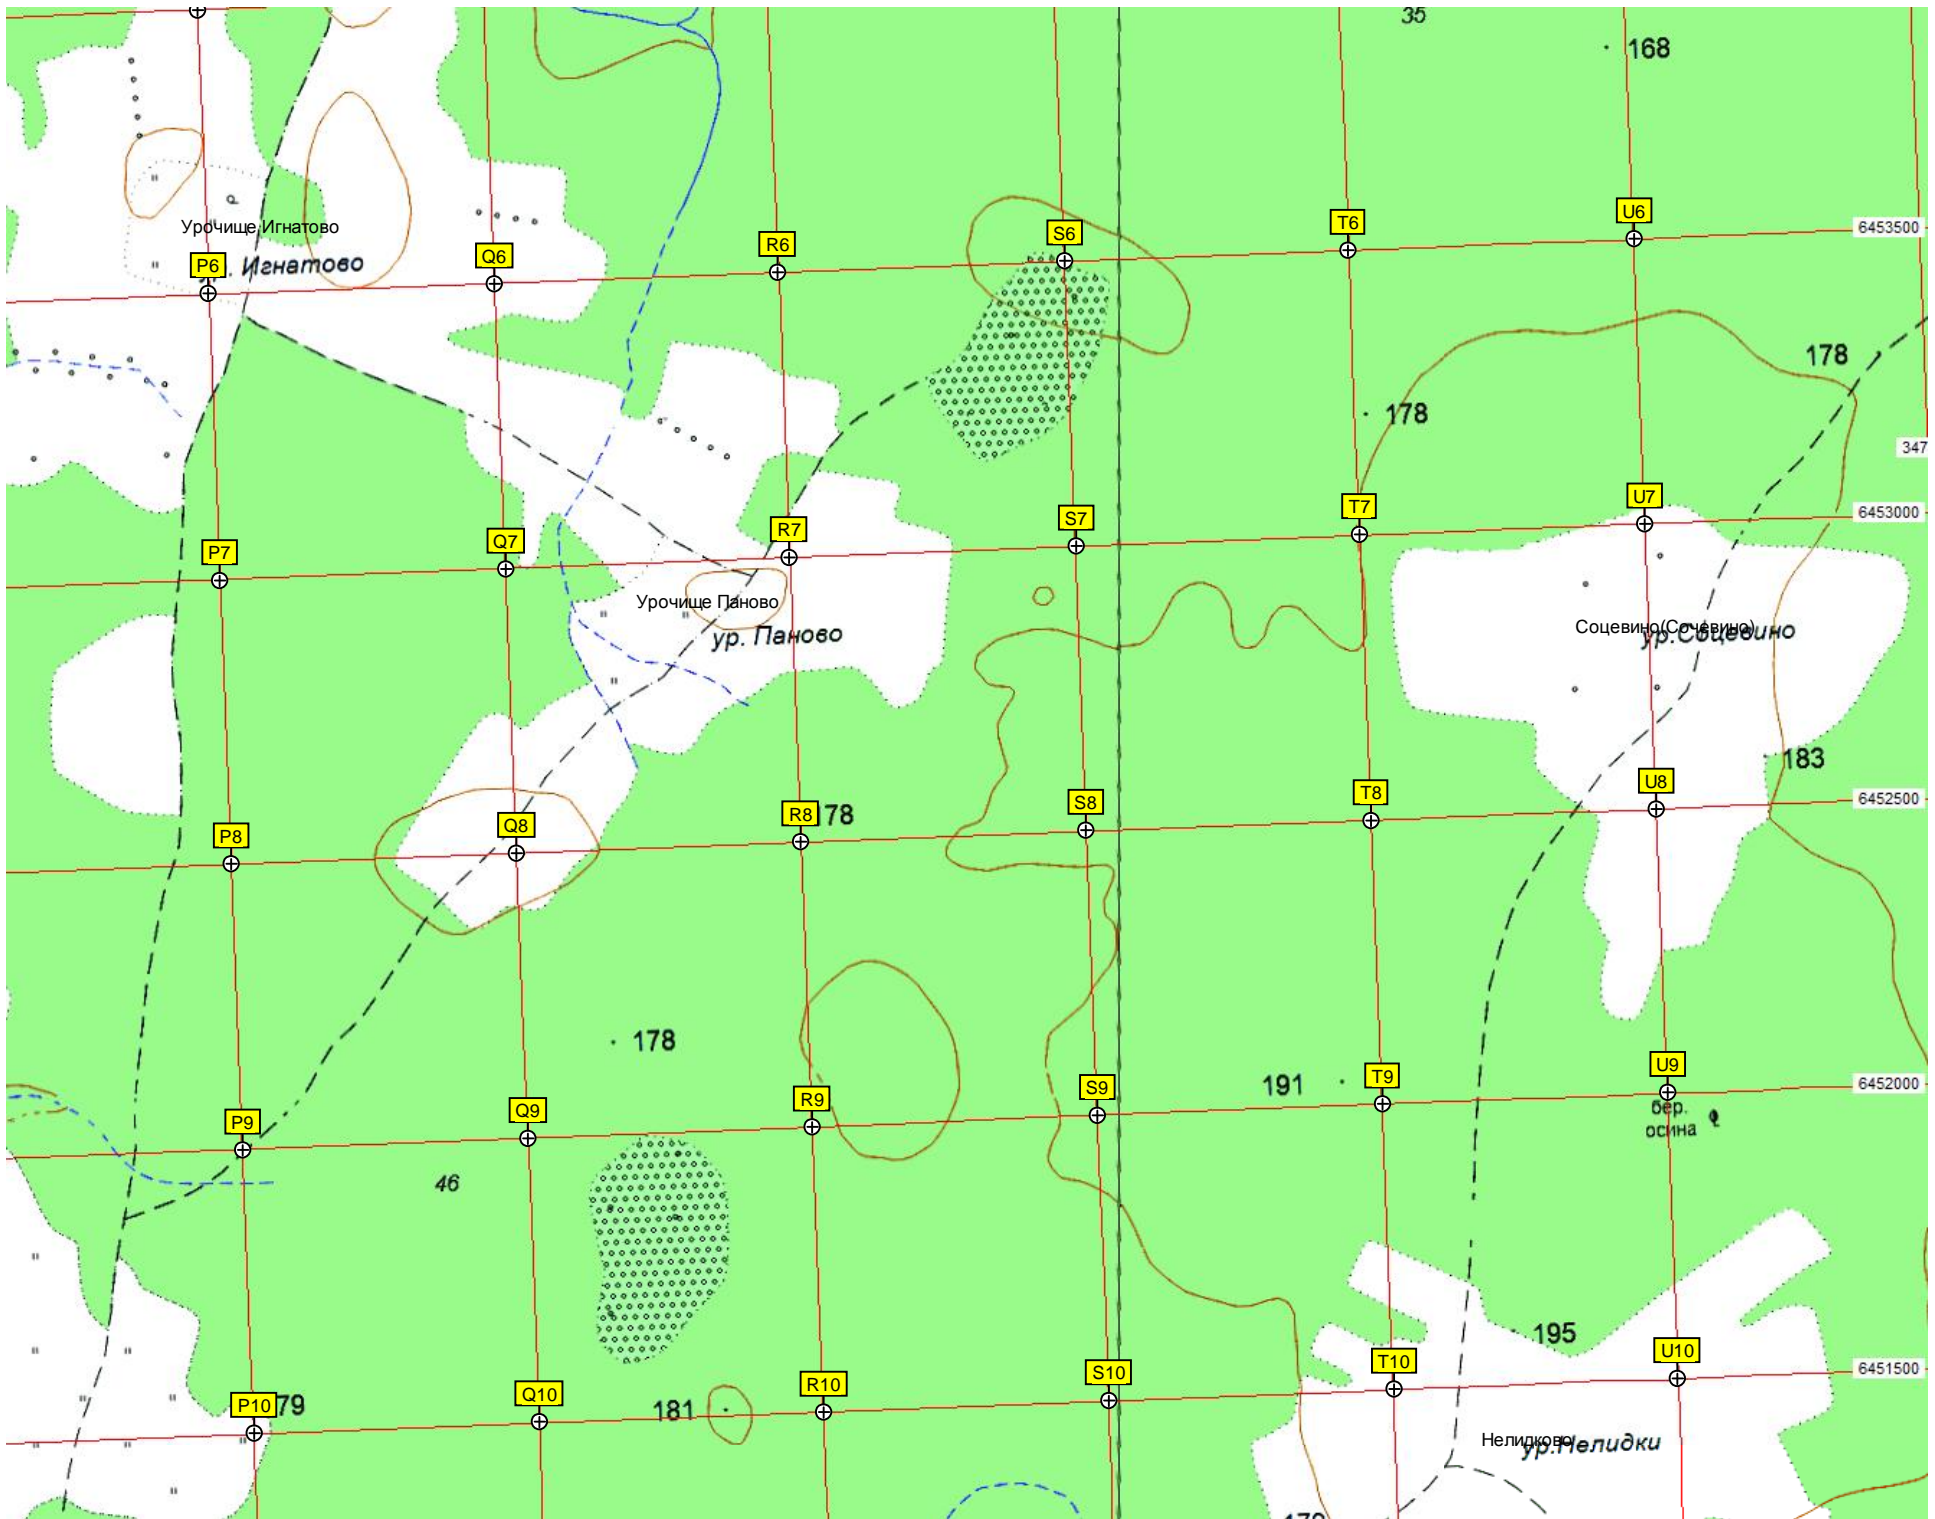 35
168
U6
T6
6453500
Урочище Игнатово
S6
R6
Q6
P6
Игнатово
178
178
347
U7
6453000
T7
S7
R7
Q7
P7
Урочище Паново
ур. Паново
Соцевино(Сочевино)
ур.Соцевино
183
U8
6452500
T8
S8
R8
78
Q8
P8
178
U9
T9
191
6452000
S9
R9
Q9
P9
бер.
осина
46
195
U10
T10
6451500
S10
R10
Q10
P10
79
181
Нелидково
ур.Нелидки